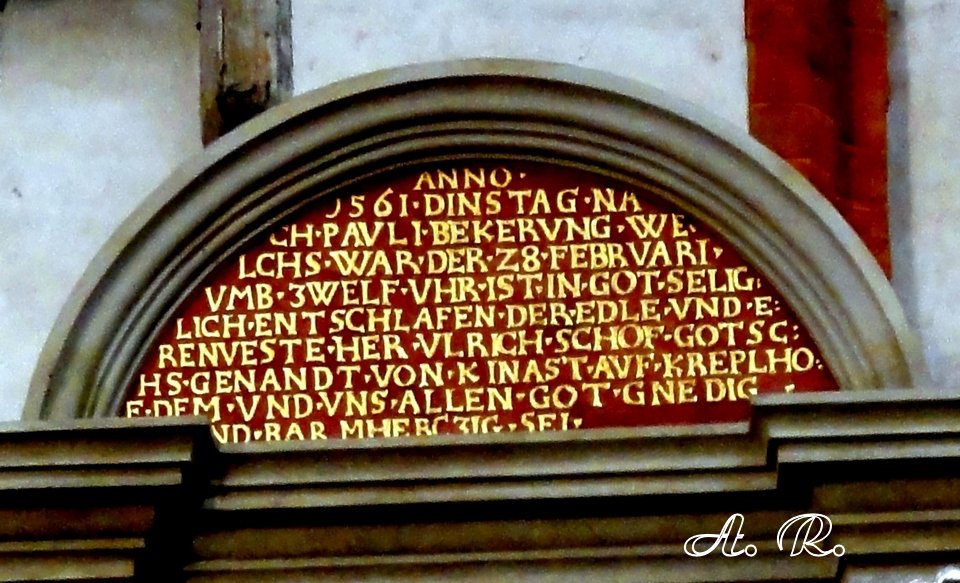 ANNO·
1561·DINSTAG·NA
CH·PAVLI·BEKERVNG·WE
LCHS·WAR·DER·28·FEBRVARI·
VMB·3WELF·VHR·IST·IN·GOT·SELIG:
LICH·ENTSCHLAFEN·DER·EDLE·VND·E:
RENVESTE·HER·VLRICH·SCHOF·GOTSC:
HS·GENANDT·VON·KINAST·AVF·KREPLHO:
E·DEM·VND·VNS·ALLEN·GOT·GNEDIG
VND·BARMHERCZIG·SEI·
At. R.